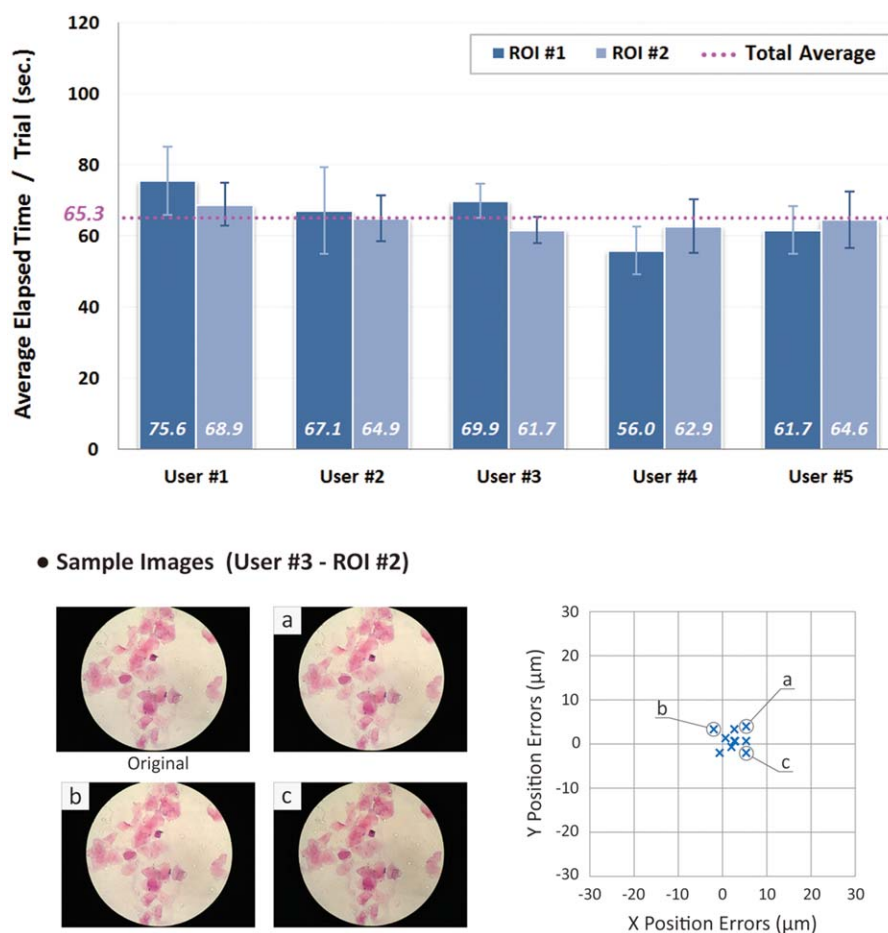 120
ROI #1 ROI #2 Total Average
100
80
65.3
60
40
20
0
Average Elapsed Time / Trial (sec.)
75.6 68.9 67.1 64.9 69.9 61.7 56.0 62.9 61.7 64.6
User #1 User #2 User #3 User #4 User #5
● Sample Images (User #3 - ROI #2)
a
Original
b
c
30
20
10
0
-10
-20
-30
Y Position Errors (µm)
a
b
c
-30 -20 -10 0 10 20 30
X Position Errors (µm)